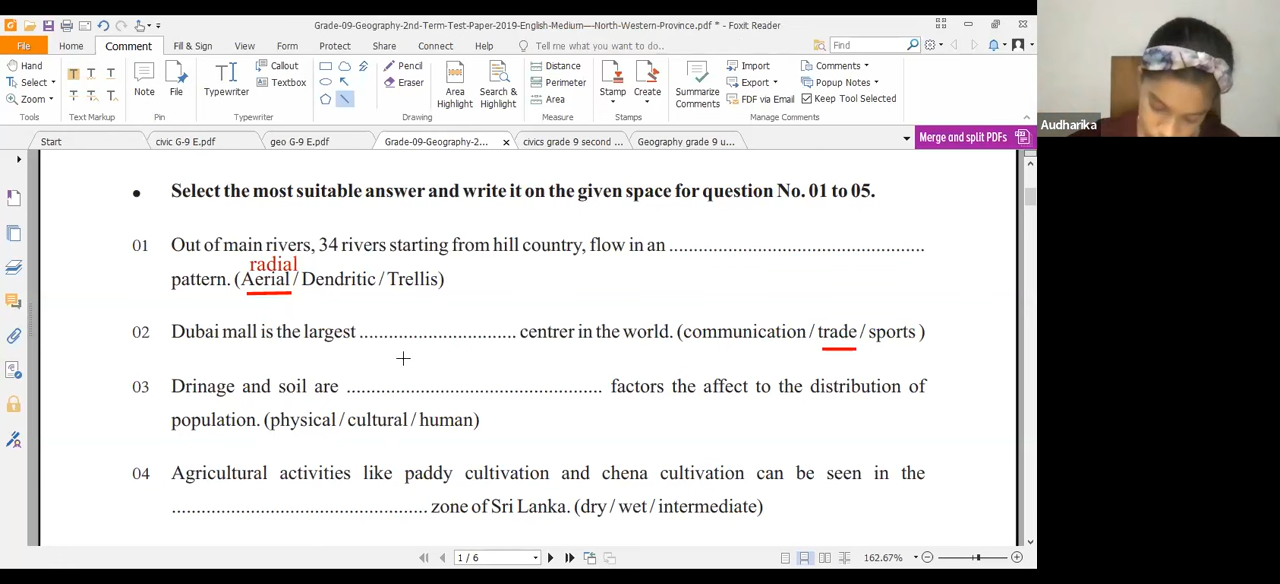 Grade-09-Geography-2nd-Term-Test-Paper-2019-English-Medium—-North-Western-Province.pdf * - Foxit Reader
File Home Comment Fill & Sign View Form Protect Share Connect Help Tell me what you want to do.. Find
Hand Select Zoom Tools
Text Markup
Note File Pin
Typewriter Callout Textbox Typewriter
Pencil Eraser Area Highlight Search & Highlight Drawing
Distance Perimeter Area Measure
Stamp Create Stamps
Summarize Comments Import Export FDF via Email Comments Popup Notes Keep Tool Selected Manage Comments
Start civic G-9 E.pdf geo G-9 E.pdf Grade-09-Geography-2... civics grade 9 second ... Geography grade 9 u... Merge and split PDFs
Audharika
• Select the most suitable answer and write it on the given space for question No. 01 to 05.
01 Out of main rivers, 34 rivers starting from hill country, flow in an ..................................................
radial
pattern. (Aerial / Dendritic / Trellis)
02 Dubai mall is the largest ............................... centrer in the world. (communication / trade / sports )
03 Drinage and soil are .................................................. factors the affect to the distribution of
population. (physical / cultural / human)
04 Agricultural activities like paddy cultivation and chena cultivation can be seen in the
.................................................. zone of Sri Lanka. (dry / wet / intermediate)
1 / 6 162.67%